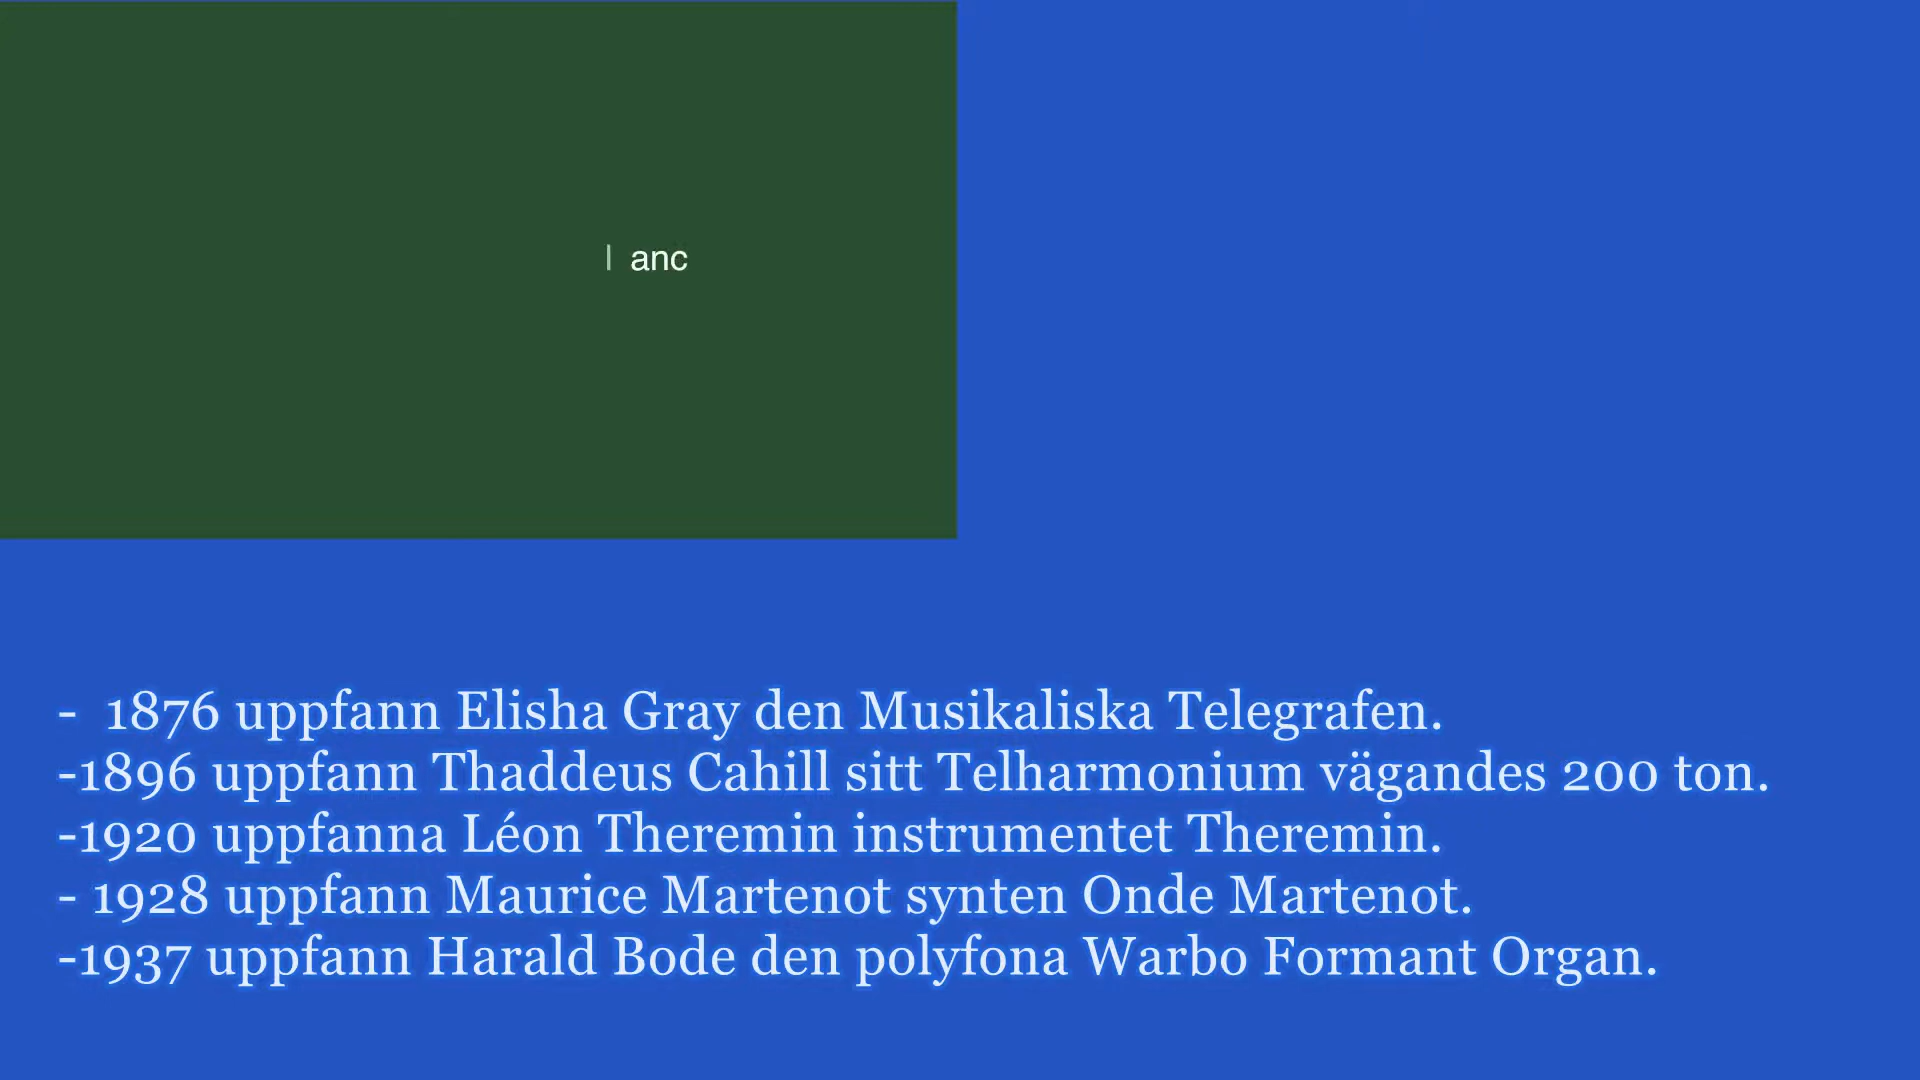 | anc
- 1876 uppfann Elisha Gray den Musikaliska Telegrafen.
-1896 uppfann Thaddeus Cahill sitt Telharmonium vägandes 200 ton.
-1920 uppfanna Léon Theremin instrumentet Theremin.
- 1928 uppfann Maurice Martenot synten Onde Martenot.
-1937 uppfann Harald Bode den polyfona Warbo Formant Organ.